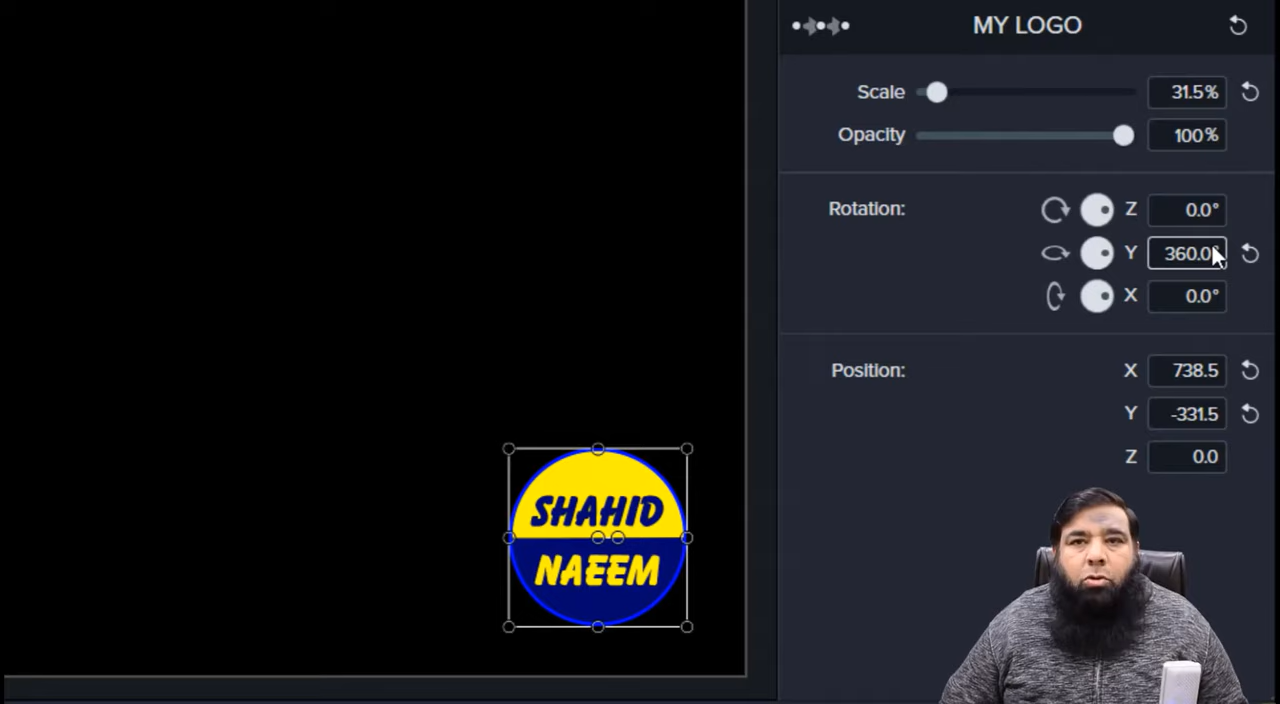 MY LOGO
Scale 31.5%
Opacity 100%
Rotation: Z 0.0°
Y 360.0°
X 0.0°
Position: X 738.5
Y -331.5
Z 0.0
SHAHID
NAEEM